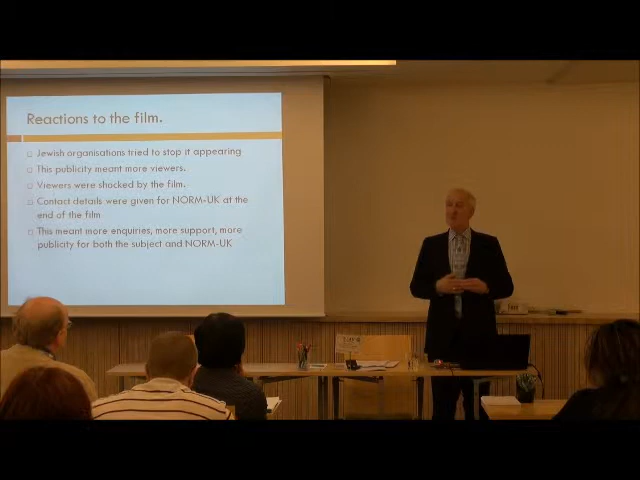 Reactions to the film.
Jewish organisations tried to stop it appearing
This publicity meant more viewers.
Viewers were shocked by the film.
Contact details were given for NORM-UK at the
end of the film
This meant more enquiries, more support, more
publicity for both the subject and NORM-UK